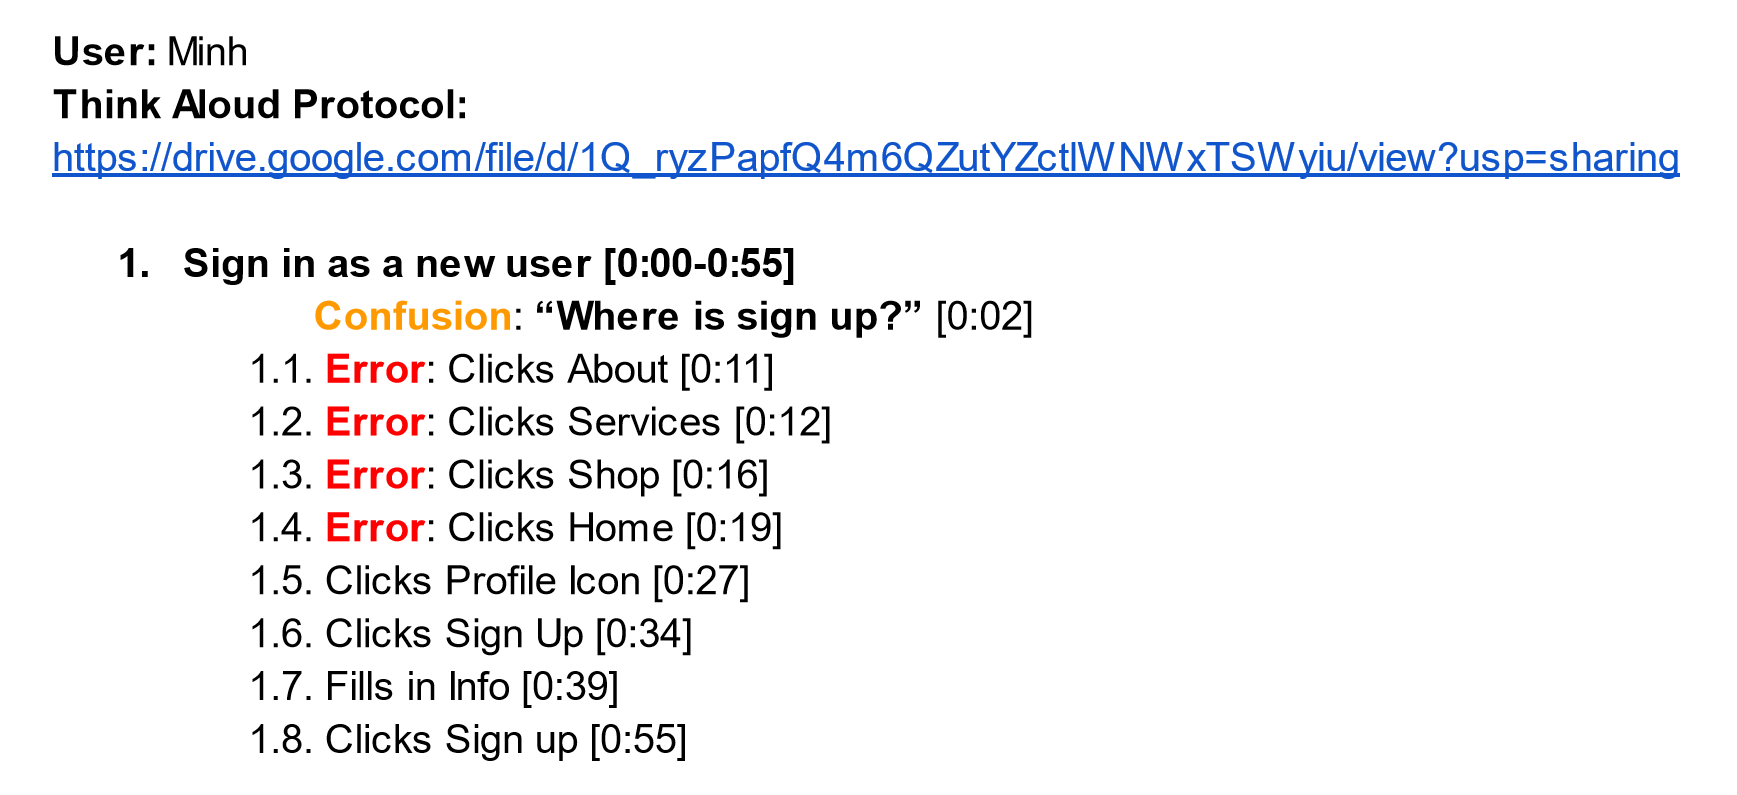 User: Minh
Think Aloud Protocol:
https://drive.google.com/file/d/1Q_ryzPapfQ4m6QZutYZctlWNWxTSWyiu/view?usp=sharing
1. Sign in as a new user [0:00-0:55]
Confusion: “Where is sign up?” [0:02]
1.1. Error: Clicks About [0:11]
1.2. Error: Clicks Services [0:12]
1.3. Error: Clicks Shop [0:16]
1.4. Error: Clicks Home [0:19]
1.5. Clicks Profile Icon [0:27]
1.6. Clicks Sign Up [0:34]
1.7. Fills in Info [0:39]
1.8. Clicks Sign up [0:55]